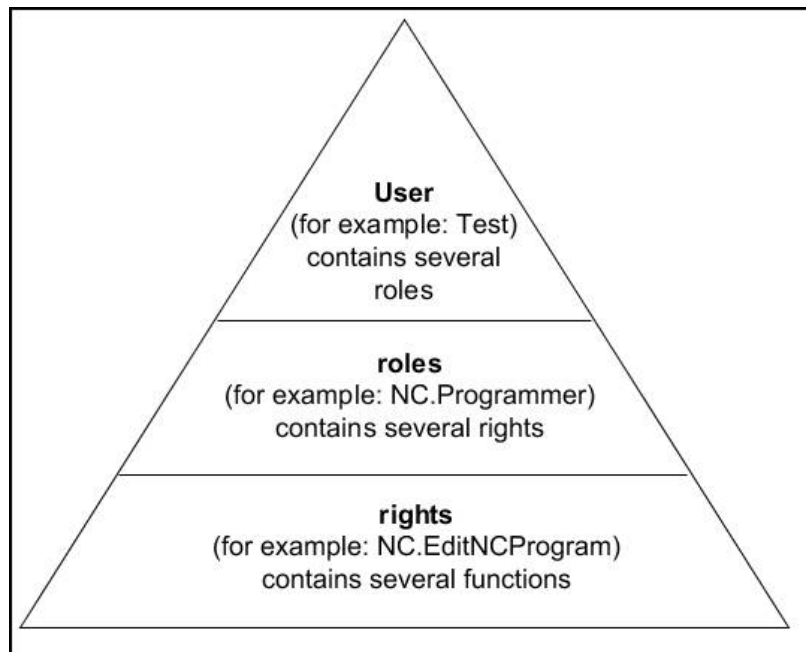 User
(for example: Test)
contains several
roles
roles
(for example: NC.Programmer)
contains several rights
rights
(for example: NC.EditNCProgram)
contains several functions